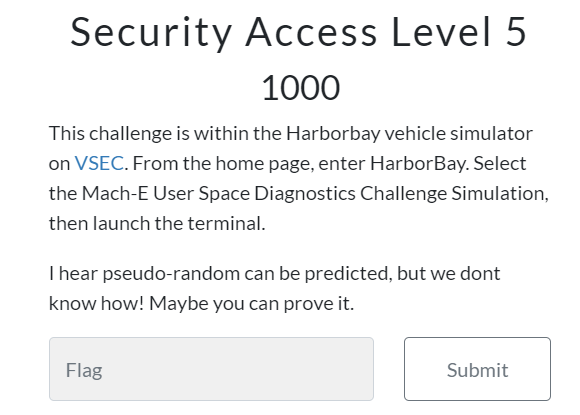 Security Access Level 5
1000
This challenge is within the Harborbay vehicle simulator
on VSEC. From the home page, enter HarborBay. Select
the Mach-E User Space Diagnostics Challenge Simulation,
then launch the terminal.
I hear pseudo-random can be predicted, but we dont
know how! Maybe you can prove it.
Flag
Submit